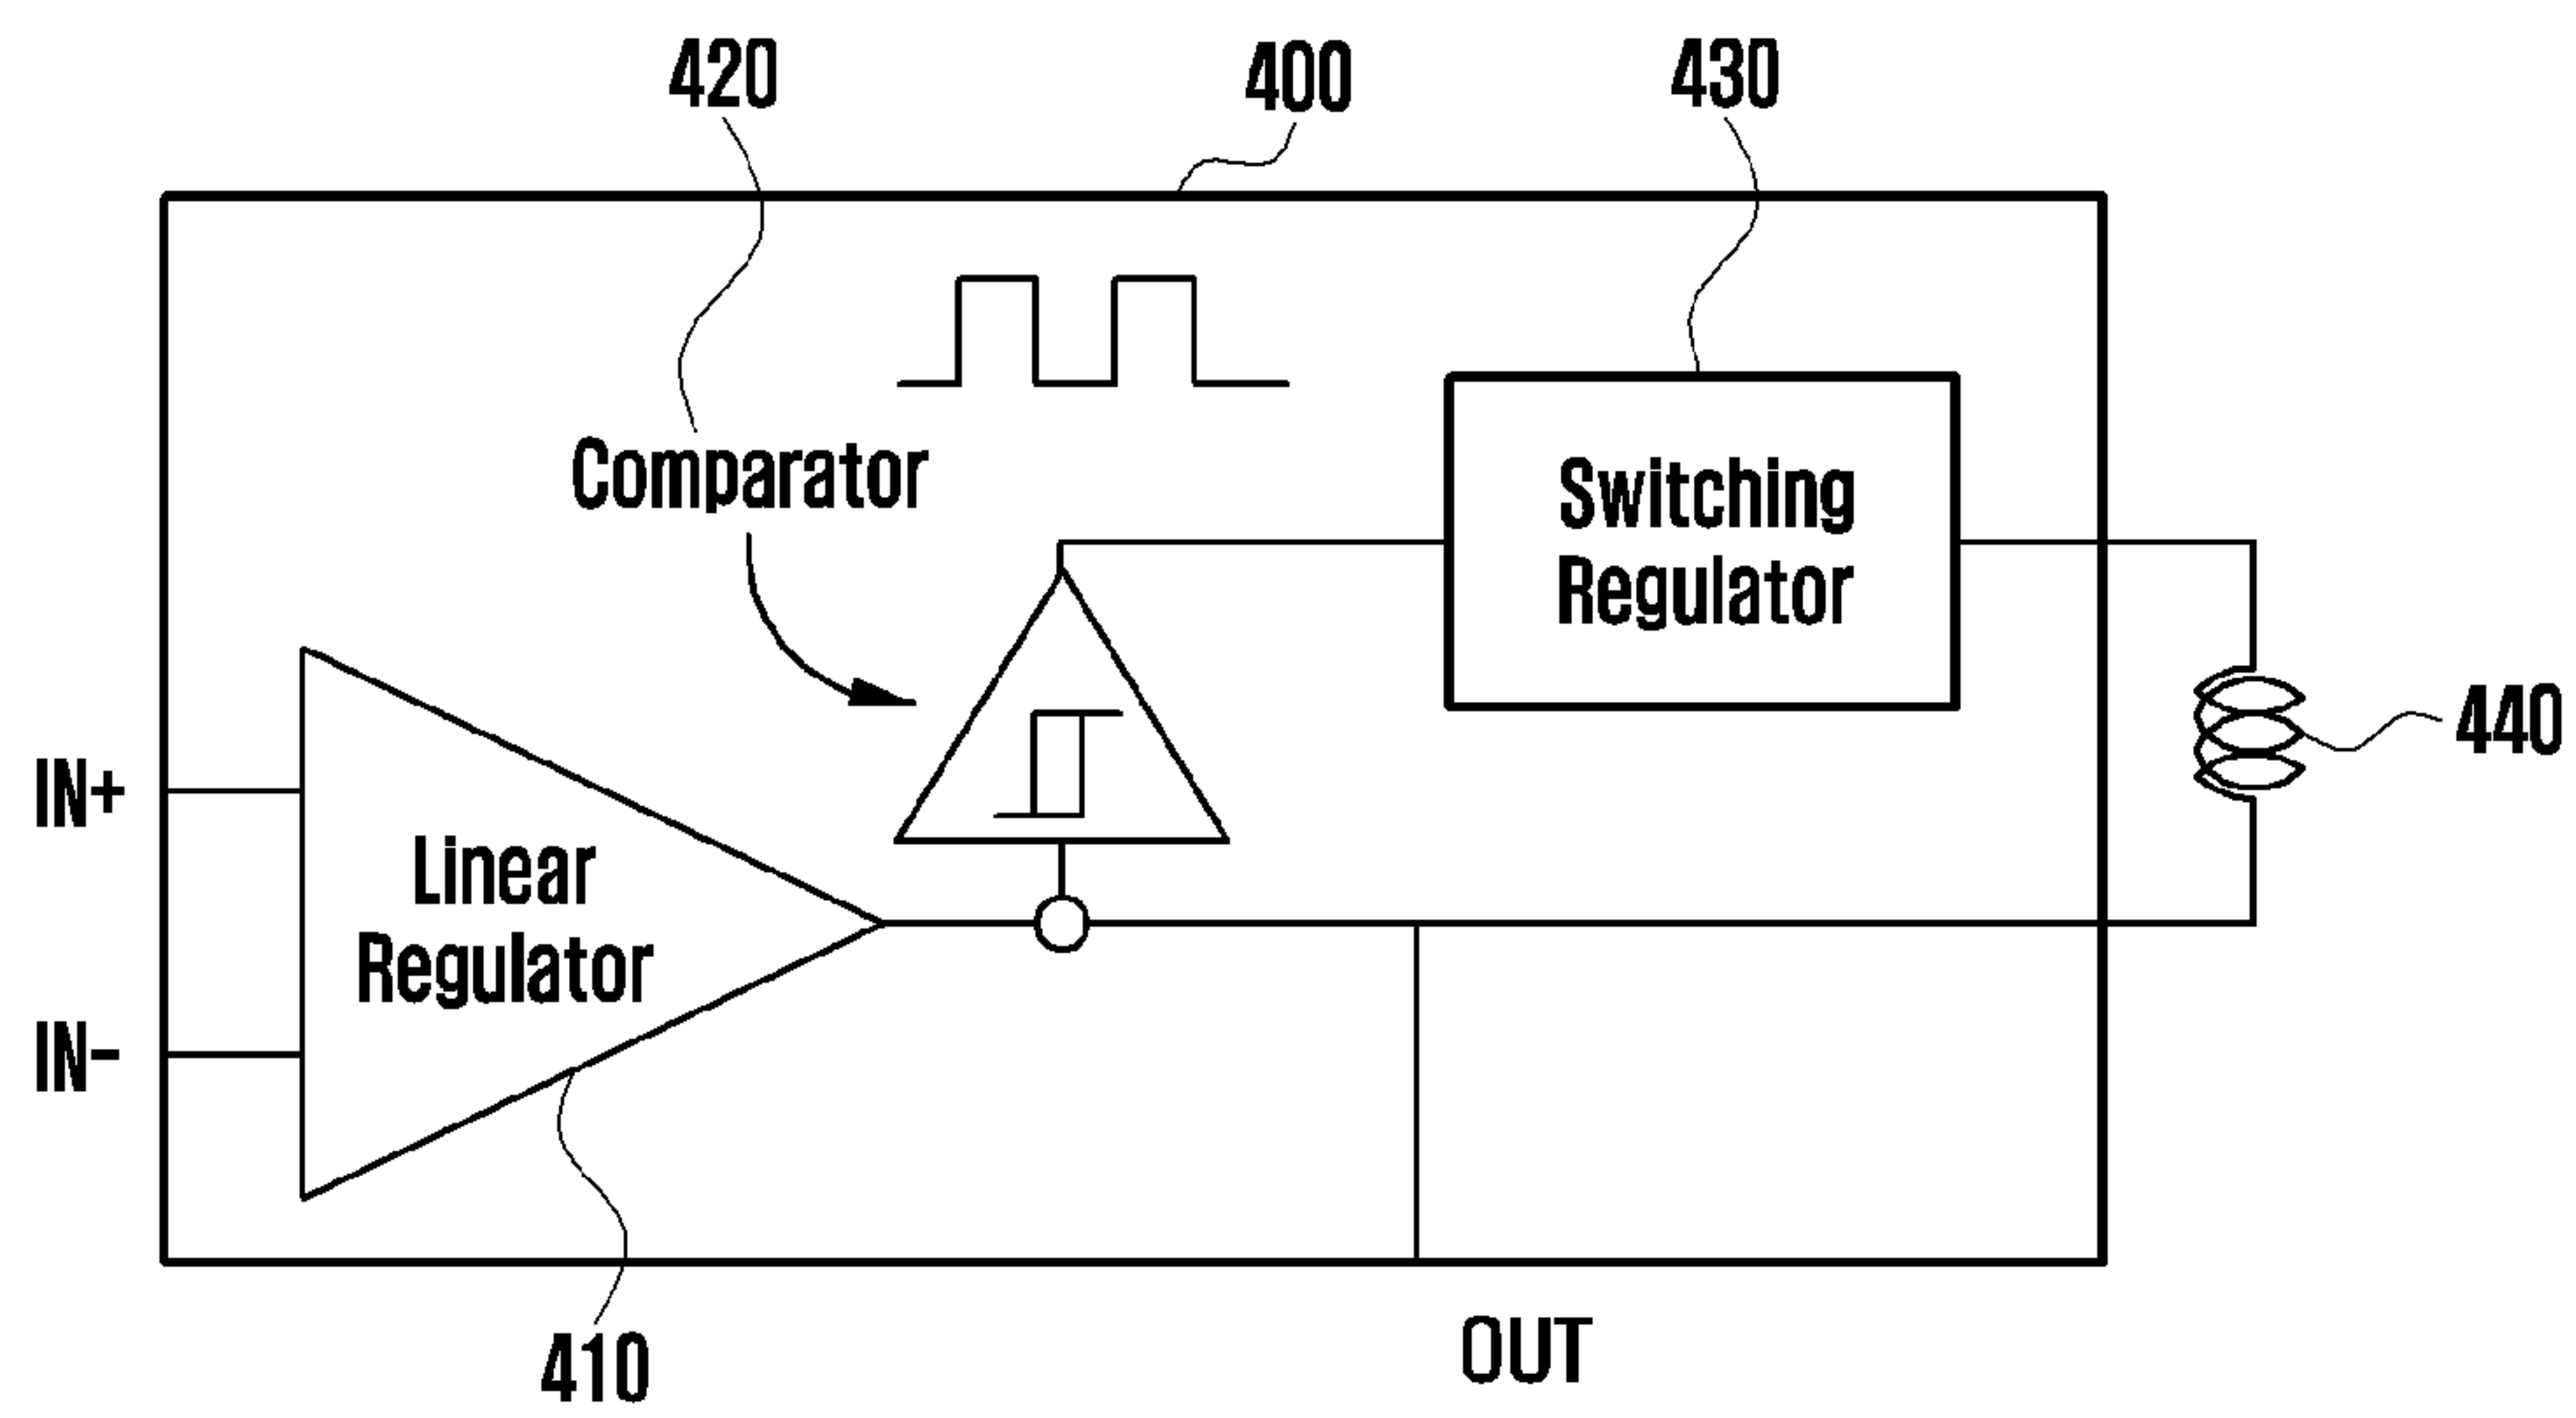 420
400
430
Comparator
Switching
Regulator
440
IN+
Linear
Regulator
IN-
410
OUT